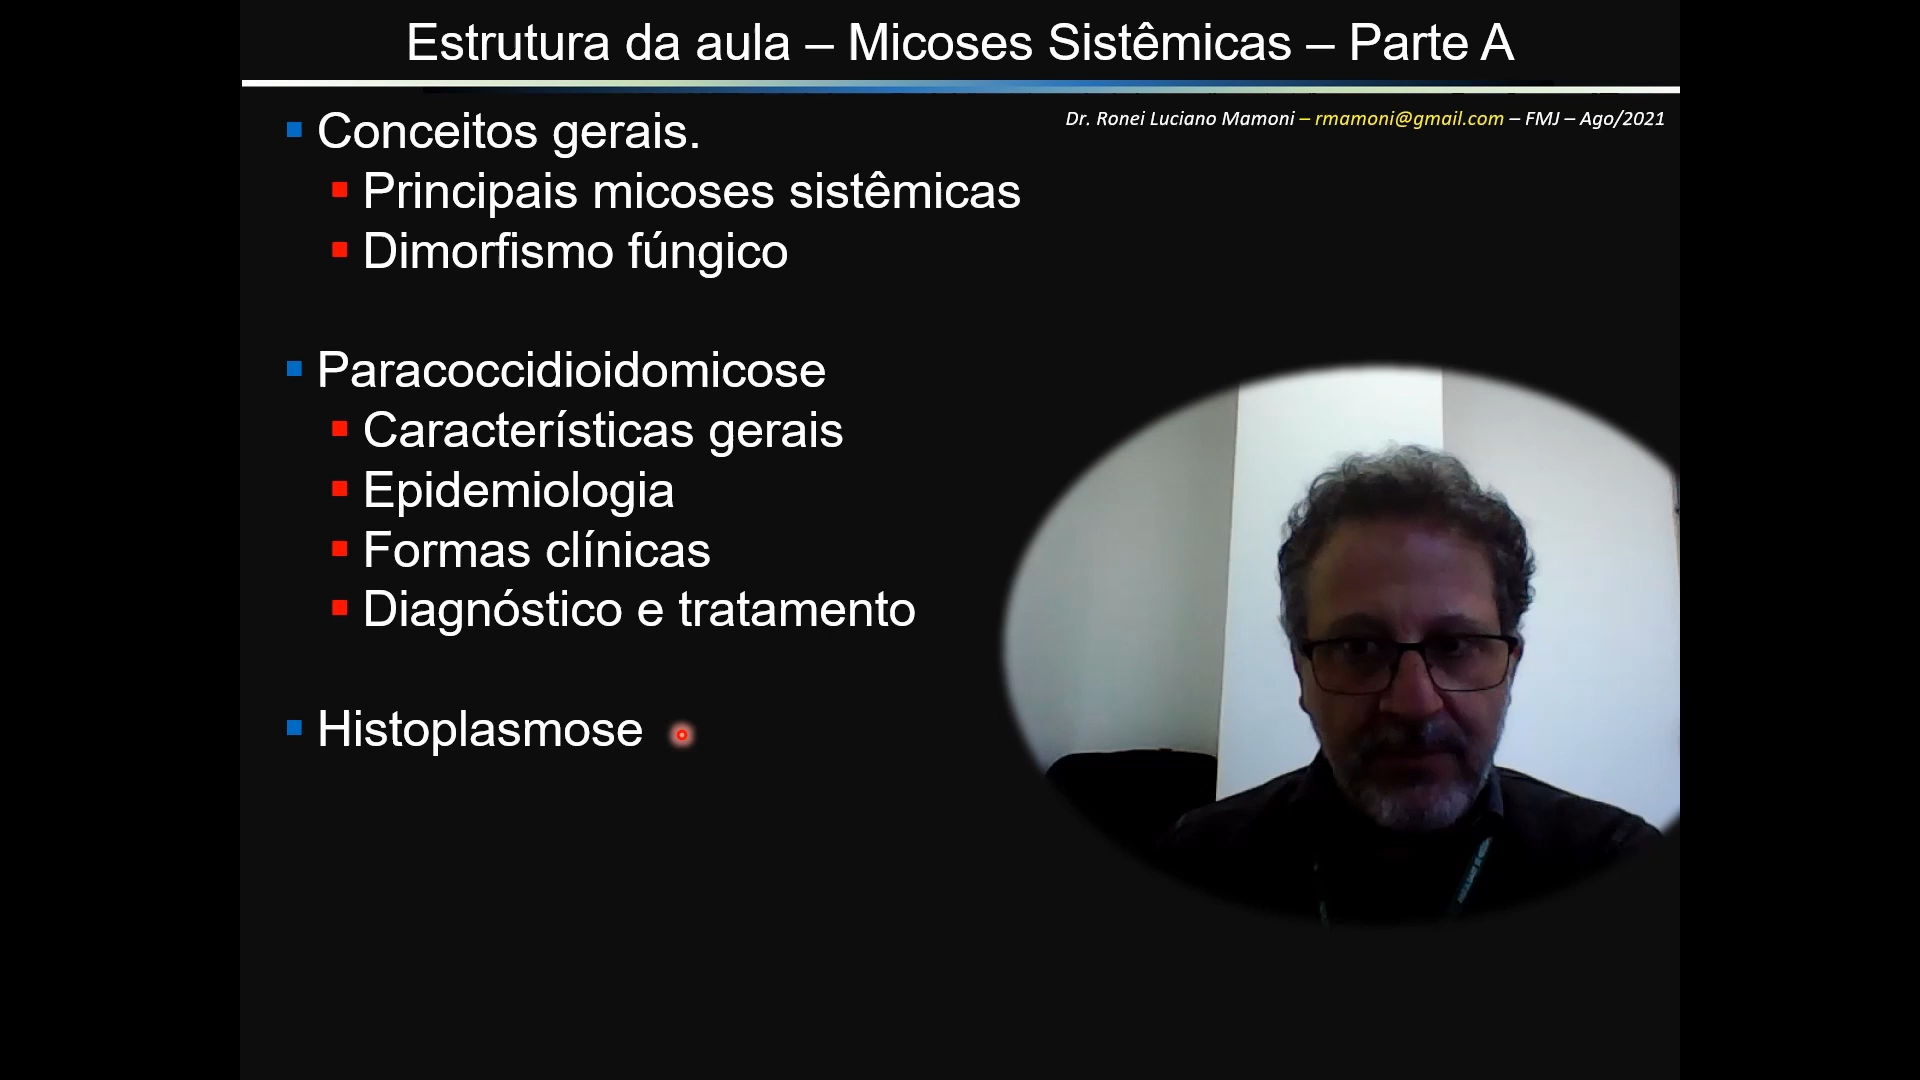 Estrutura da aula – Micoses Sistêmicas – Parte A
Dr. Ronei Luciano Mamoni – rmamoni@gmail.com – FMJ – Ago/2021
Conceitos gerais.
Principais micoses sistêmicas
Dimorfismo fúngico
Paracoccidioidomicose
Características gerais
Epidemiologia
Formas clínicas
Diagnóstico e tratamento
Histoplasmose